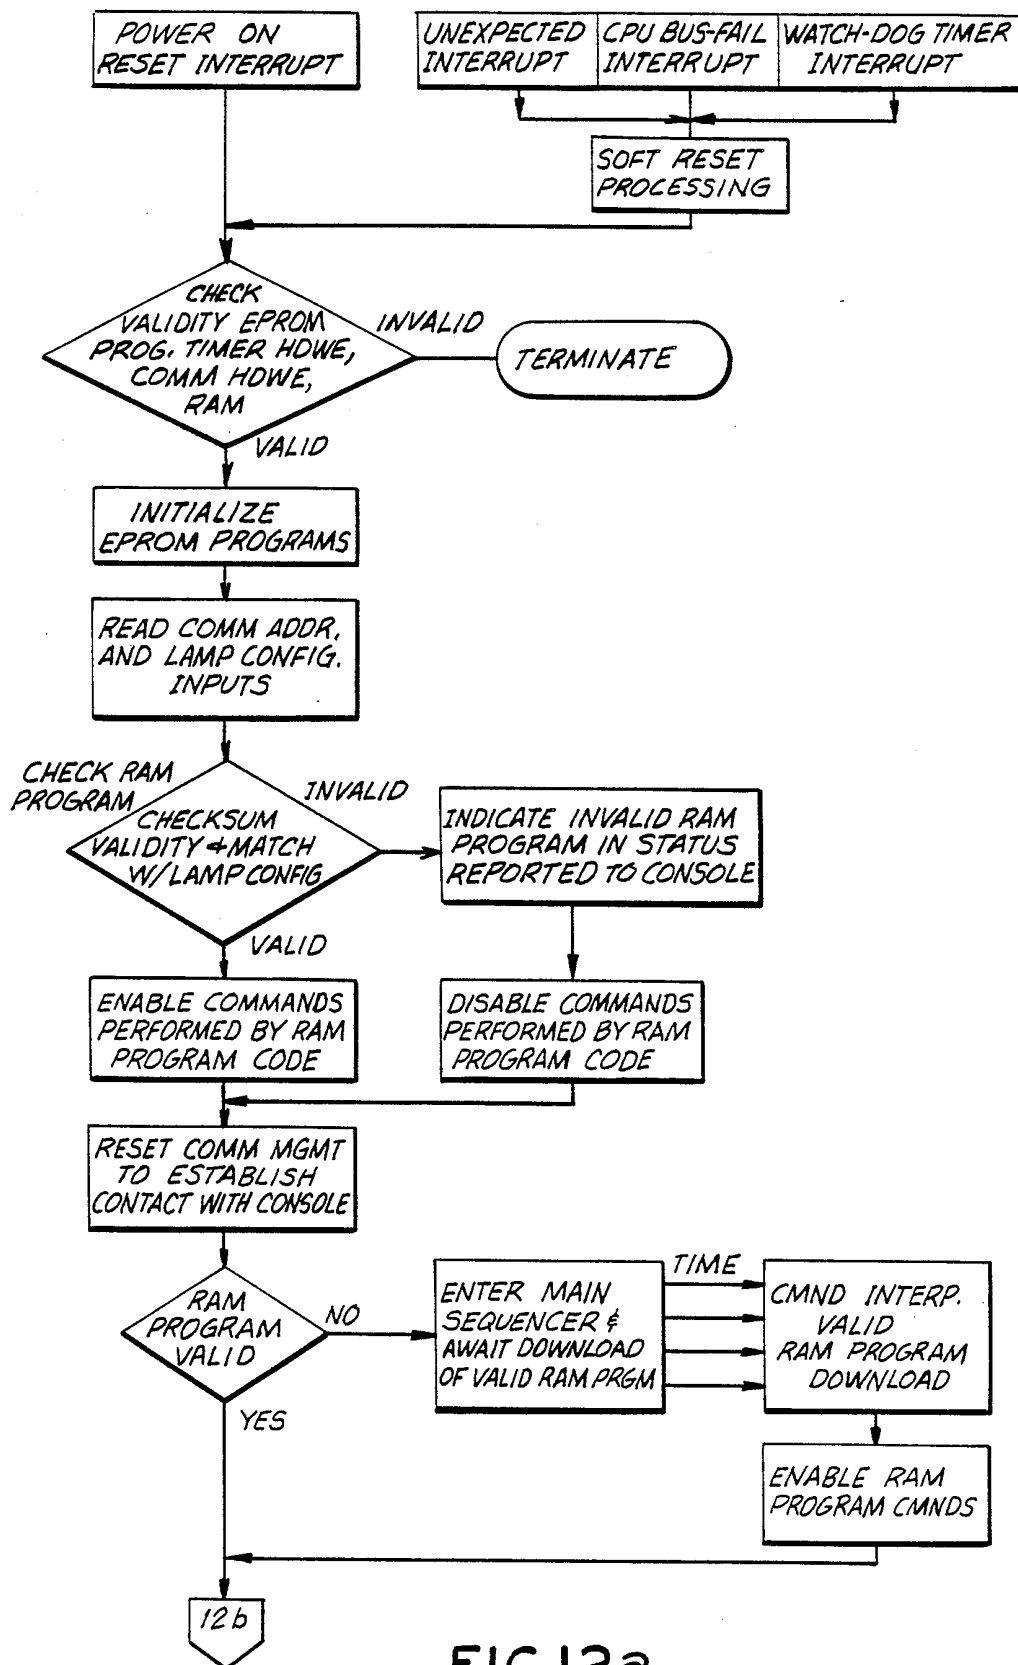 POWER ON
RESET INTERRUPT
UNEXPECTED
INTERRUPT
CPU BUS-FAIL
INTERRUPT
WATCH-DOG TIMER
INTERRUPT
SOFT RESET
PROCESSING
CHECK
VALIDITY EPROM
PROG. TIMER HDWE,
COMM HDWE,
RAM
INVALID
TERMINATE
VALID
INITIALIZE
EPROM PROGRAMS
READ COMM ADDR,
AND LAMP CONFIG.
INPUTS
CHECK RAM
PROGRAM
CHECKSUM
VALIDITY & MATCH
W/ LAMP CONFIG
INVALID
INDICATE INVALID RAM
PROGRAM IN STATUS
REPORTED TO CONSOLE
VALID
ENABLE COMMANDS
PERFORMED BY RAM
PROGRAM CODE
DISABLE COMMANDS
PERFORMED BY RAM
PROGRAM CODE
RESET COMM MGMT
TO ESTABLISH
CONTACT WITH CONSOLE
RAM
PROGRAM
VALID
NO
ENTER MAIN
SEQUENCER &
AWAIT DOWNLOAD
OF VALID RAM PRGM
TIME
CMND INTERP.
VALID
RAM PROGRAM
DOWNLOAD
YES
ENABLE RAM
PROGRAM CMNDS
12b
FIG.12a